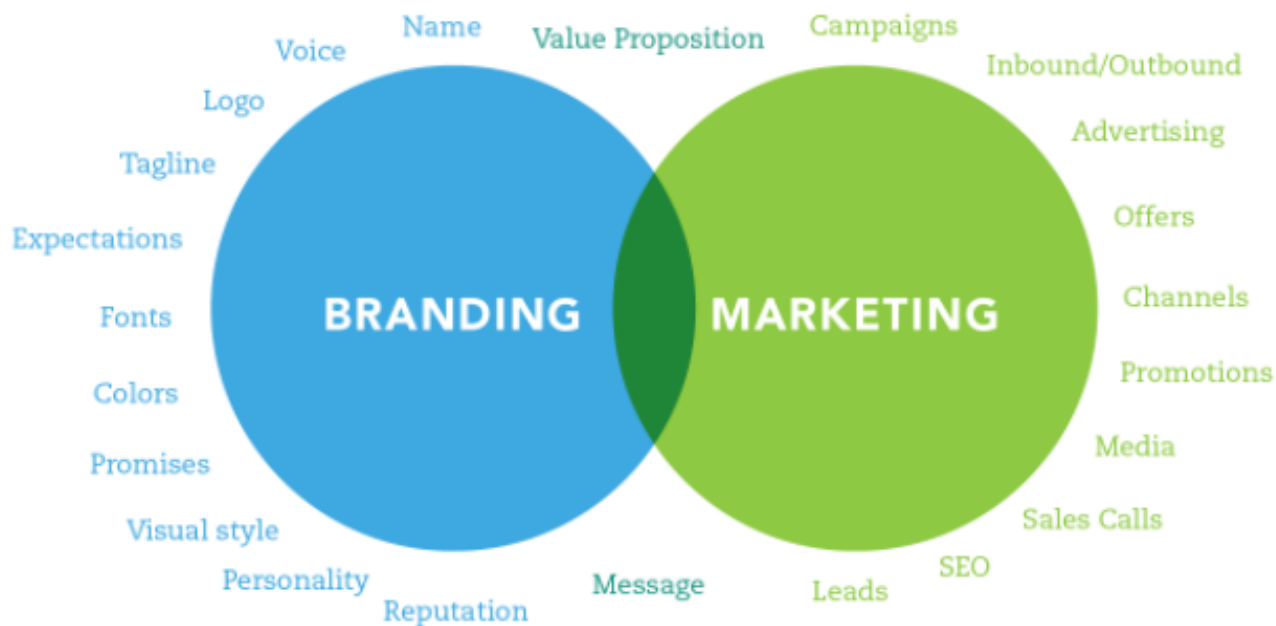 Name
Value Proposition
Campaigns
Voice
Inbound/Outbound
Logo
Advertising
Tagline
Offers
Expectations
Channels
Fonts
BRANDING
MARKETING
Promotions
Colors
Media
Promises
Sales Calls
Visual style
SEO
Personality
Message
Leads
Reputation